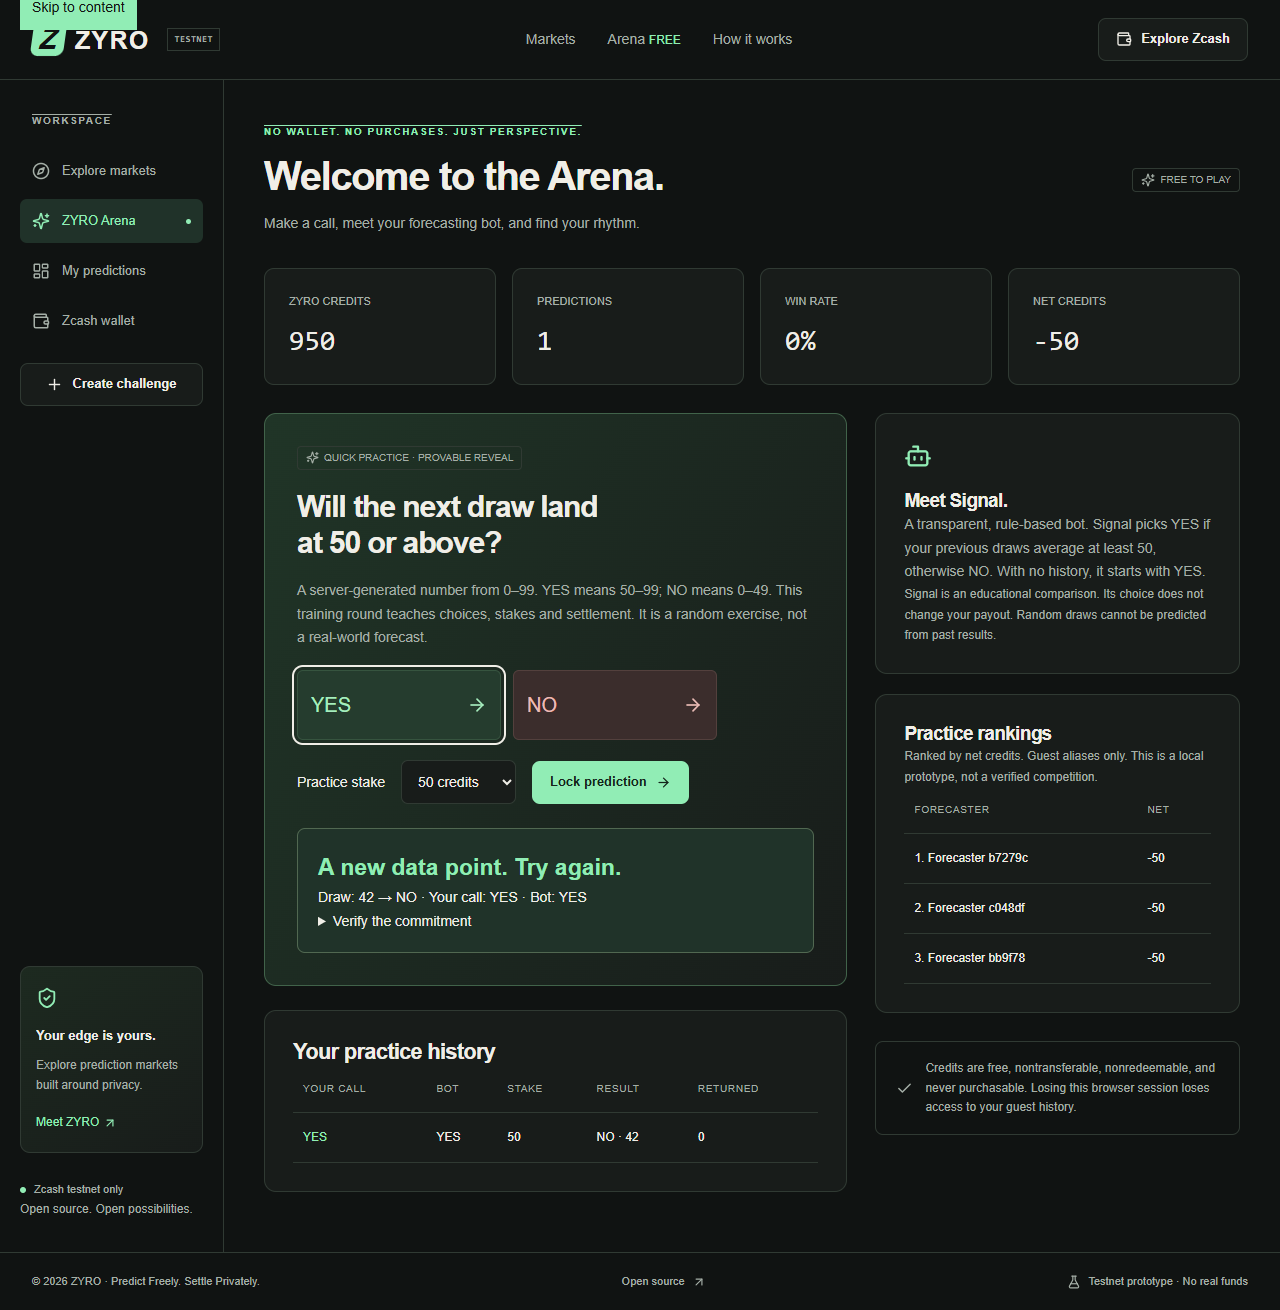 Skip to content
Z ZYRO TESTNET
Markets
Arena FREE
How it works
Explore Zcash
WORKSPACE
Explore markets
ZYRO Arena
My predictions
Zcash wallet
Create challenge
Your edge is yours.
Explore prediction markets
built around privacy.
Meet ZYRO
Zcash testnet only
Open source. Open possibilities.
NO WALLET. NO PURCHASES. JUST PERSPECTIVE.
Welcome to the Arena.
Make a call, meet your forecasting bot, and find your rhythm.
FREE TO PLAY
ZYRO CREDITS
950
PREDICTIONS
1
WIN RATE
0%
NET CREDITS
-50
QUICK PRACTICE · PROVABLE REVEAL
Will the next draw land
at 50 or above?
A server-generated number from 0–99. YES means 50–99; NO means 0–49. This
training round teaches choices, stakes and settlement. It is a random exercise, not
a real-world forecast.
YES
NO
Practice stake
50 credits
Lock prediction
A new data point. Try again.
Draw: 42 → NO · Your call: YES · Bot: YES
Verify the commitment
Your practice history
YOUR CALL BOT STAKE RESULT RETURNED
YES YES 50 NO · 42 0
Meet Signal.
A transparent, rule-based bot. Signal picks YES if
your previous draws average at least 50,
otherwise NO. With no history, it starts with YES.
Signal is an educational comparison. Its choice does not
change your payout. Random draws cannot be predicted
from past results.
Practice rankings
Ranked by net credits. Guest aliases only. This is a local
prototype, not a verified competition.
FORECASTER NET
1. Forecaster b7279c -50
2. Forecaster c048df -50
3. Forecaster bb9f78 -50
Credits are free, nontransferable, nonredeemable, and
never purchasable. Losing this browser session loses
access to your guest history.
© 2026 ZYRO · Predict Freely. Settle Privately.
Open source
Testnet prototype · No real funds